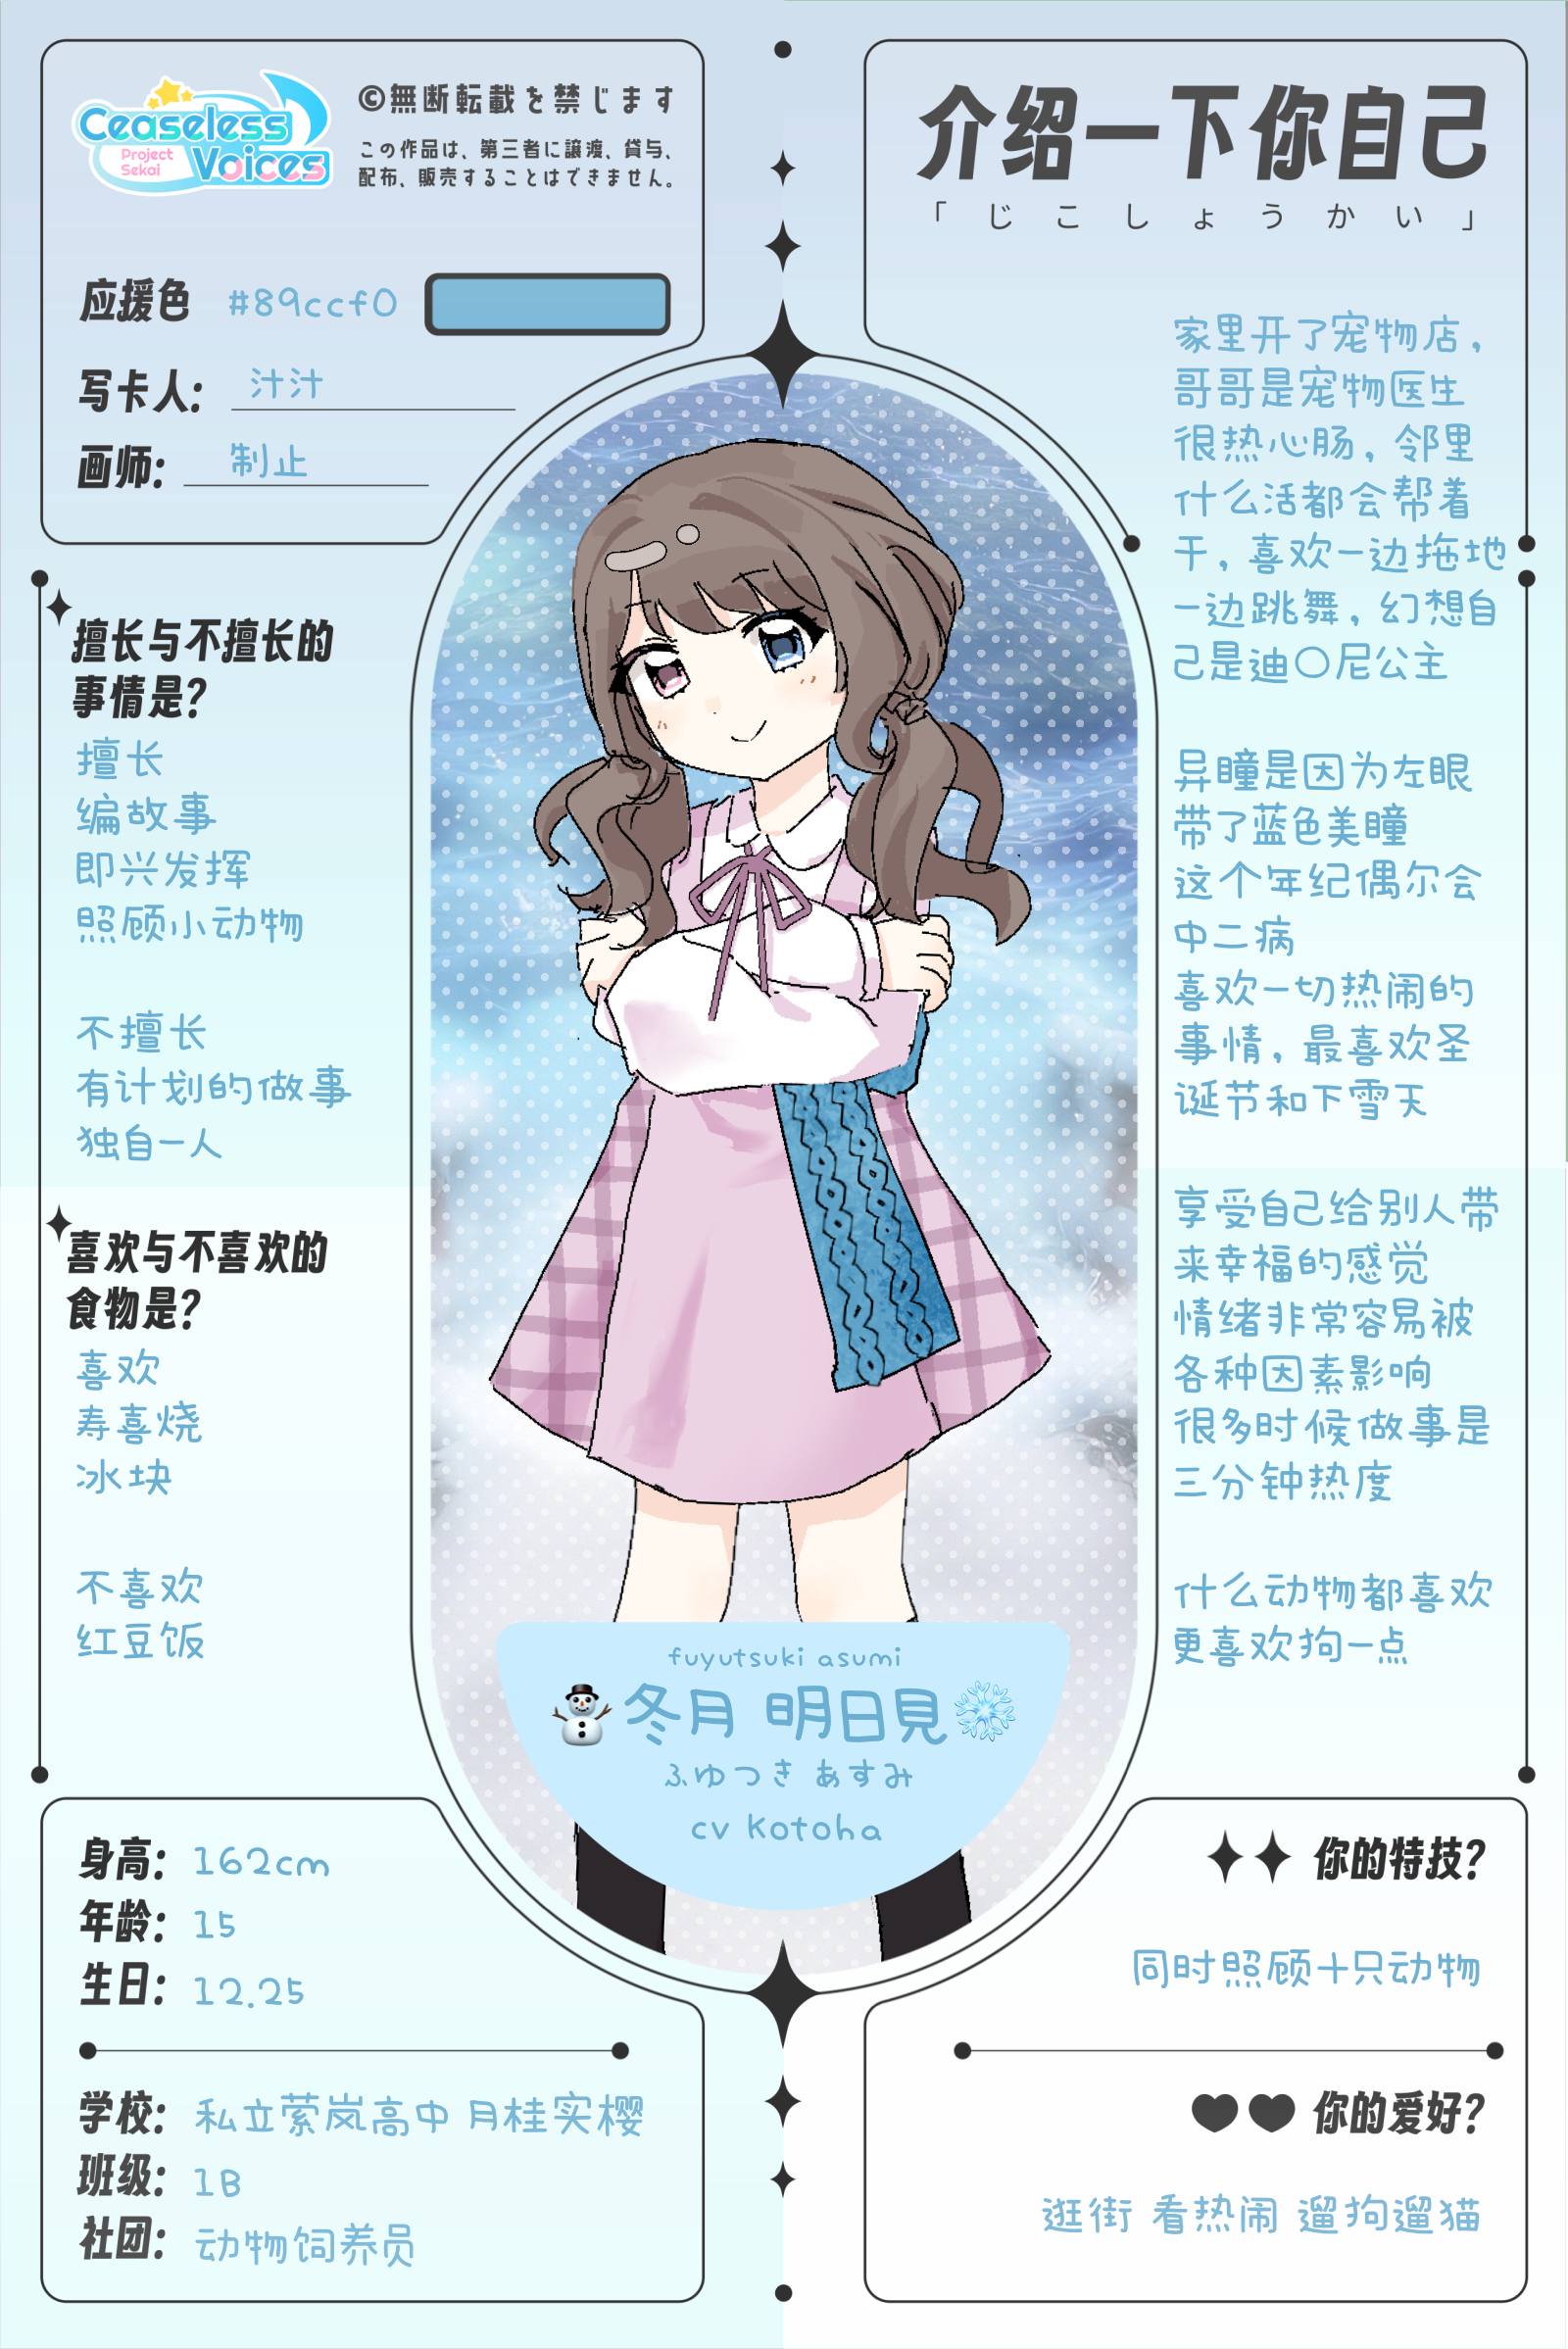 Ceaseless
Voices
Project
Sekai
©無断転載を禁じます
この作品は、第三者に譲渡、貸与、
配布、販売することはできません。
应援色 #89ccf0
写卡人: 汁汁
画师: 制止
介绍一下你自己
「じこしょうかい」
擅长与不擅长的
事情是?
擅长
编故事
即兴发挥
照顾小动物
不擅长
有计划的做事
独自一人
喜欢与不喜欢的
食物是?
喜欢
寿喜烧
冰块
不喜欢
红豆饭
家里开了宠物店，
哥哥是宠物医生
很热心肠，邻里
什么活都会帮着
干，喜欢一边拖地
一边跳舞，幻想自
己是迪〇尼公主
异瞳是因为左眼
带了蓝色美瞳
这个年纪偶尔会
中二病
喜欢一切热闹的
事情，最喜欢圣
诞节和下雪天
享受自己给别人带
来幸福的感觉
情绪非常容易被
各种因素影响
很多时候做事是
三分钟热度
什么动物都喜欢
更喜欢狗一点
fuyutsuki asumi
冬月 明日見
ふゆつき あすみ
cv kotoha
身高: 162cm
年龄: 15
生日: 12.25
学校: 私立萦岚高中 月桂实樱
班级: 1B
社团: 动物饲养员
你的特技?
同时照顾十只动物
你的爱好?
逛街 看热闹 遛狗遛猫